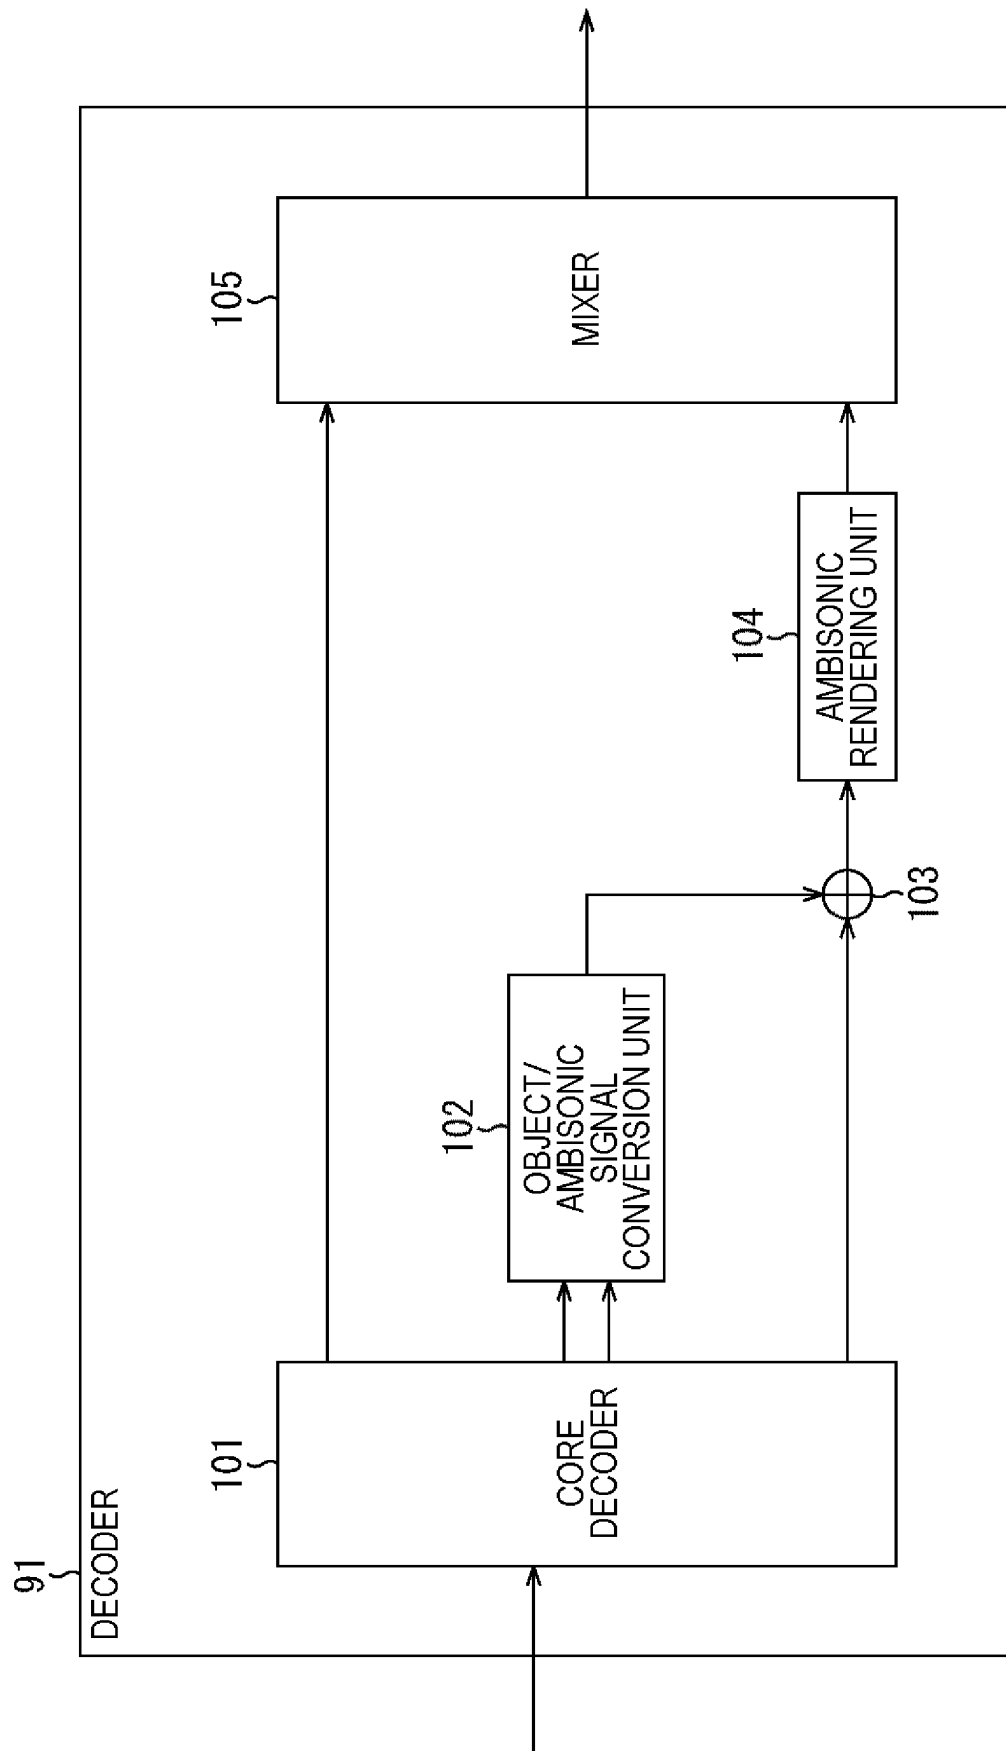 91
DECODER
101
CORE
DECODER
102
OBJECT/
AMBISONIC
SIGNAL
CONVERSION UNIT
103
104
AMBISONIC
RENDERING UNIT
105
MIXER